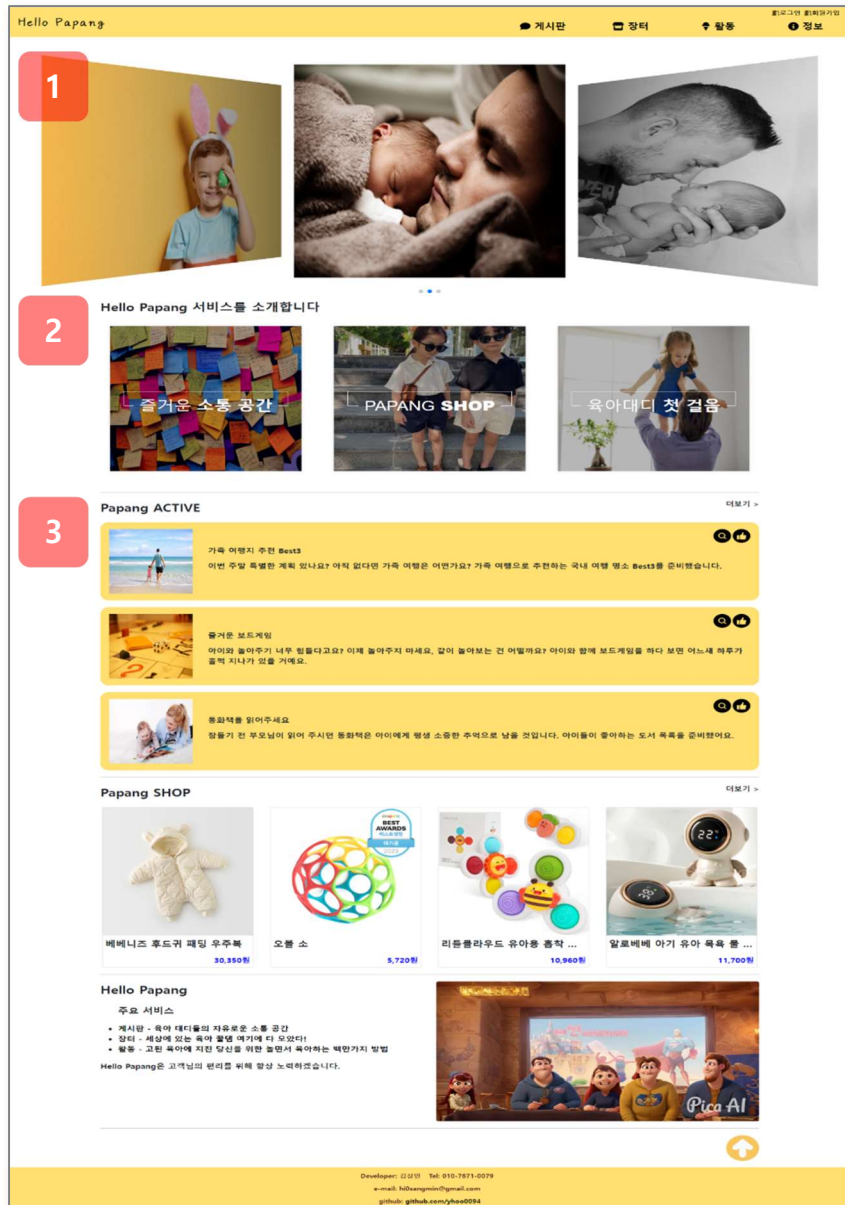 로그인 회원가입
Hello Papang
게시판 장터 활동 정보
1
2
Hello Papang 서비스를 소개합니다
즐거운 소통 공간
PAPANG SHOP
육아대디 첫 걸음
3
Papang ACTIVE
더보기 >
가족 여행지 추천 Best3
이번 주말 특별한 계획 있나요? 아직 없다면 가족 여행은 어떤가요? 가족 여행으로 추천하는 국내 여행 명소 Best3를 준비했습니다.
즐거운 보드게임
아이와 놀아주기 너무 힘들다고요? 이제 놀아주지 마세요, 같이 놀아보는 건 어떨까요? 아이와 함께 보드게임을 하다 보면 어느새 하루가
훌쩍 지나가 있을 거예요.
동화책을 읽어주세요
잠들기 전 부모님이 읽어 주시던 동화책은 아이에게 평생 소중한 추억으로 남을 것입니다. 아이들이 좋아하는 도서 목록을 준비했어요.
Papang SHOP
더보기 >
BEST
AWARDS
2023
22
38
베베니즈 후드귀 패딩 우주복
30,350원
오볼 소
5,720원
리틀클라우드 유아용 흡착 ...
10,960원
알로베베 아기 유아 목욕 물 ...
11,700원
Hello Papang
주요 서비스
게시판 - 육아 대디들의 자유로운 소통 공간
장터 - 세상에 있는 육아 꿀템 여기에 다 모았다!
활동 - 고된 육아에 지친 당신을 위한 놀면서 육아하는 백만가지 방법
Hello Papang은 고객님의 편리를 위해 항상 노력하겠습니다.
Pica AI
Developer: 김상민 Tel: 010-7871-0079
e-mail: hi0sangmin@gmail.com
github: github.com/yhoo0094